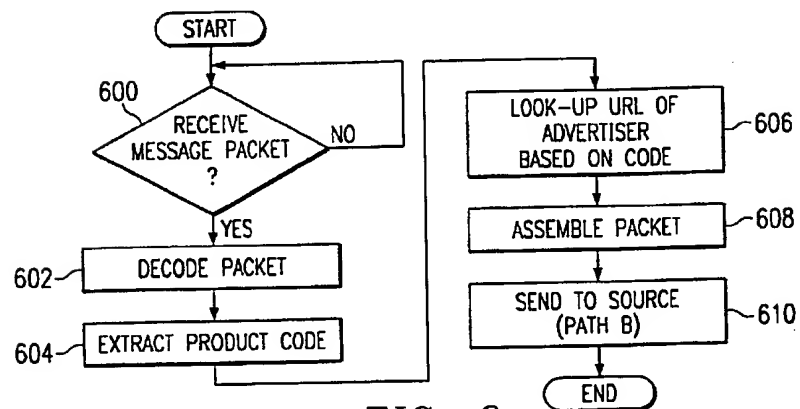 START
600
RECEIVE
MESSAGE PACKET
?
NO
YES
602
DECODE PACKET
604
EXTRACT PRODUCT CODE
LOOK-UP URL OF
ADVERTISER
BASED ON CODE
606
ASSEMBLE PACKET
608
SEND TO SOURCE
(PATH B)
610
END